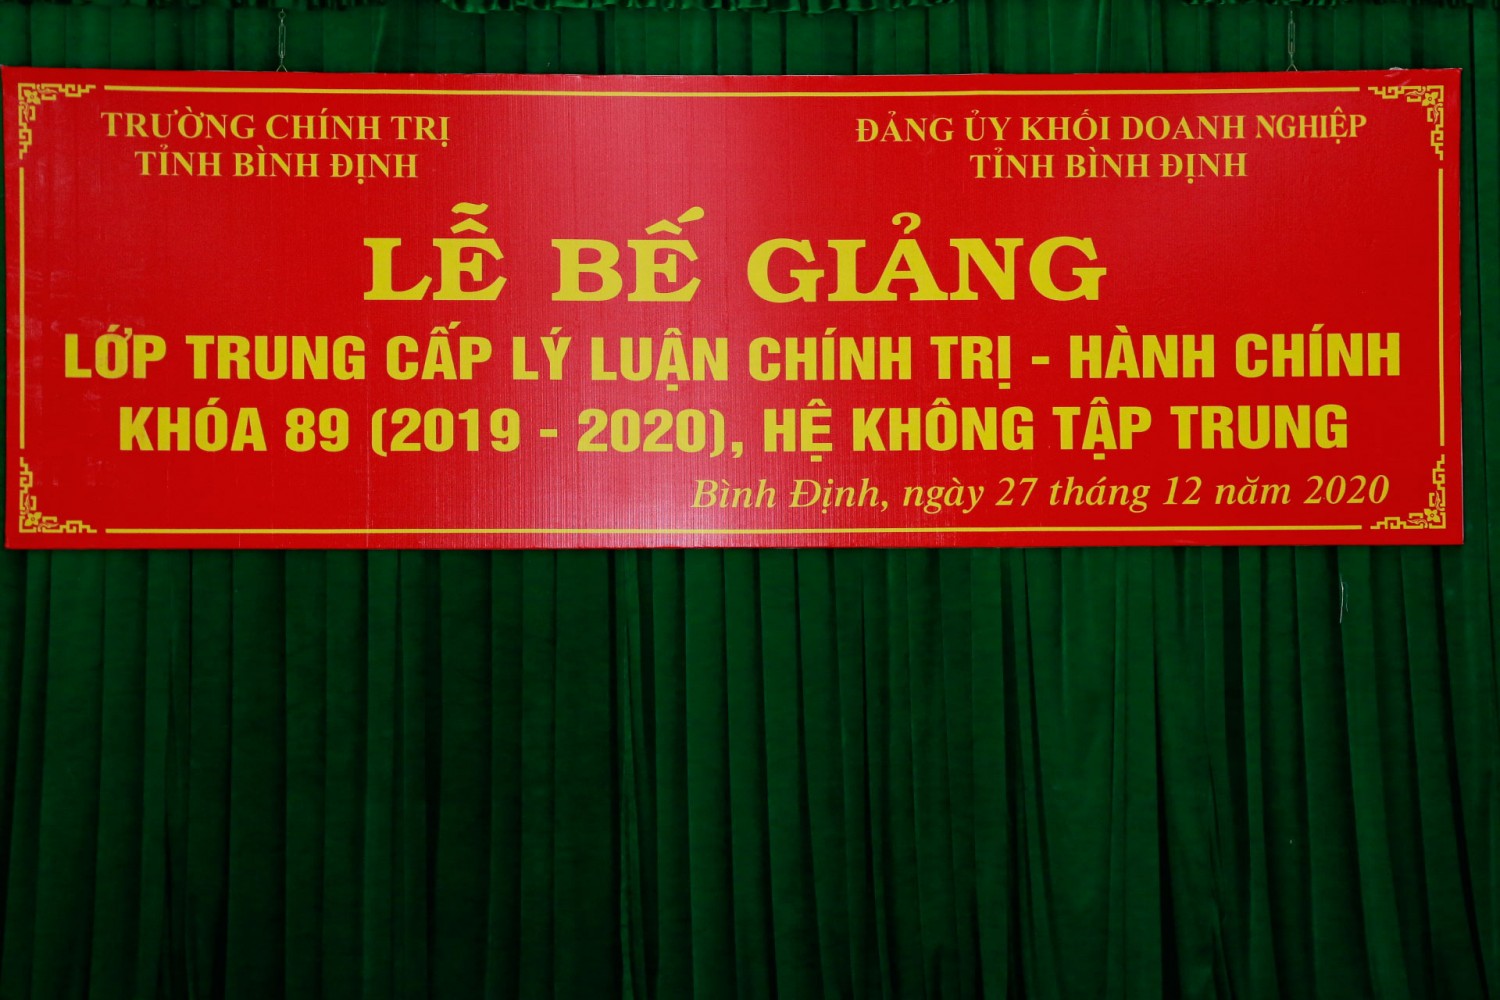 TRƯỜNG CHÍNH TRỊ
TỈNH BÌNH ĐỊNH
ĐẢNG ỦY KHỐI DOANH NGHIỆP
TỈNH BÌNH ĐỊNH
LỄ BẾ GIẢNG
LỚP TRUNG CẤP LÝ LUẬN CHÍNH TRỊ - HÀNH CHÍNH
KHÓA 89 (2019 - 2020), HỆ KHÔNG TẬP TRUNG
Bình Định, ngày 27 tháng 12 năm 2020